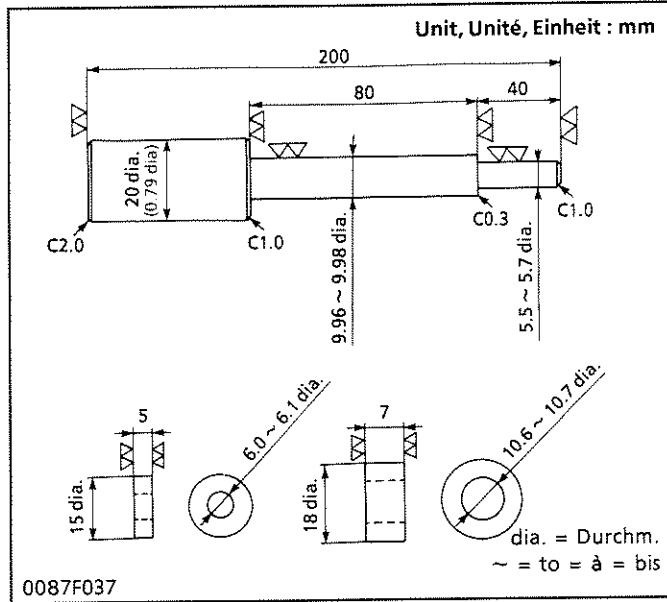 Unit, Unité, Einheit : mm
200
80
40
20 dia.
(0.79 dia)
C2.0
C1.0
9.96 ~ 9.98 dia.
C0.3
5.5 ~ 5.7 dia.
C1.0
5
6.0 ~ 6.1 dia.
15 dia.
7
10.6 ~ 10.7 dia.
18 dia.
dia. = Durchm.
~ = to = à = bis
0087F037